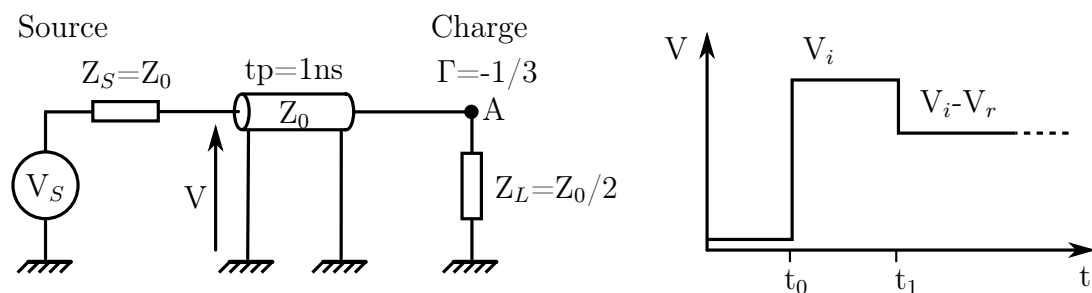 Source
Charge
Z_S=Z_0
tp=1ns
Γ=-1/3
Z_0
A
V_S
V
Z_L=Z_0/2
V
V_i
V_i-V_r
t_0
t_1
t